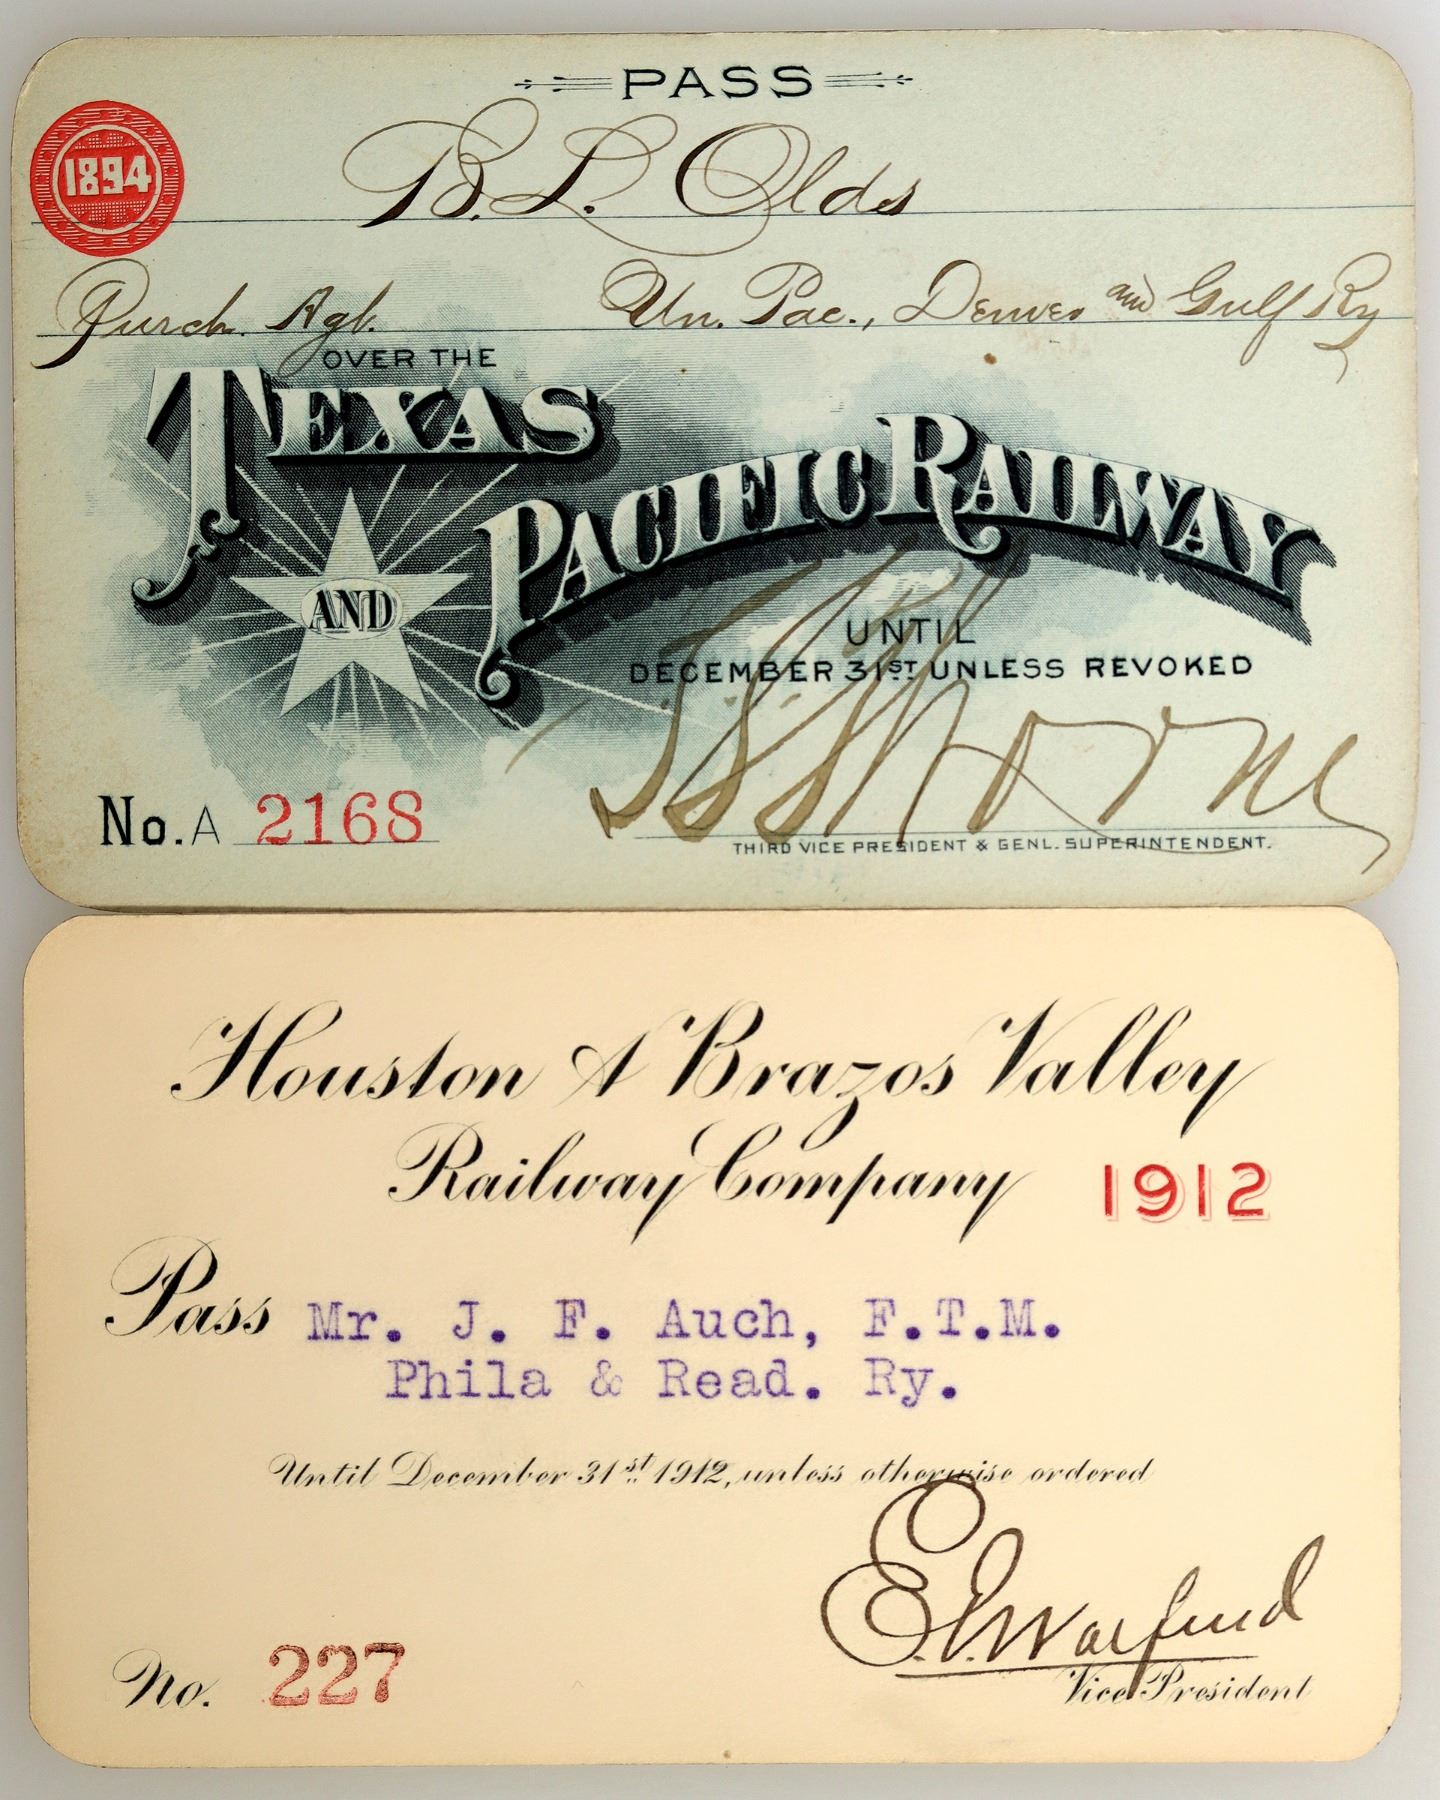 PASS
1894
B. L. Olds
Purch. Agt. Un. Pac., Denver and Gulf Ry
OVER THE
TEXAS
AND
PACIFIC RAILWAY
UNTIL
DECEMBER 31ST UNLESS REVOKED
No. A 2168
THIRD VICE PRESIDENT & GENL. SUPERINTENDENT.
Houston & Brazos Valley
Railway Company 1912
Pass Mr. J. F. Auch, F.T.M.
Phila & Read. Ry.
Until December 31st 1912, unless otherwise ordered
No. 227
Vice President